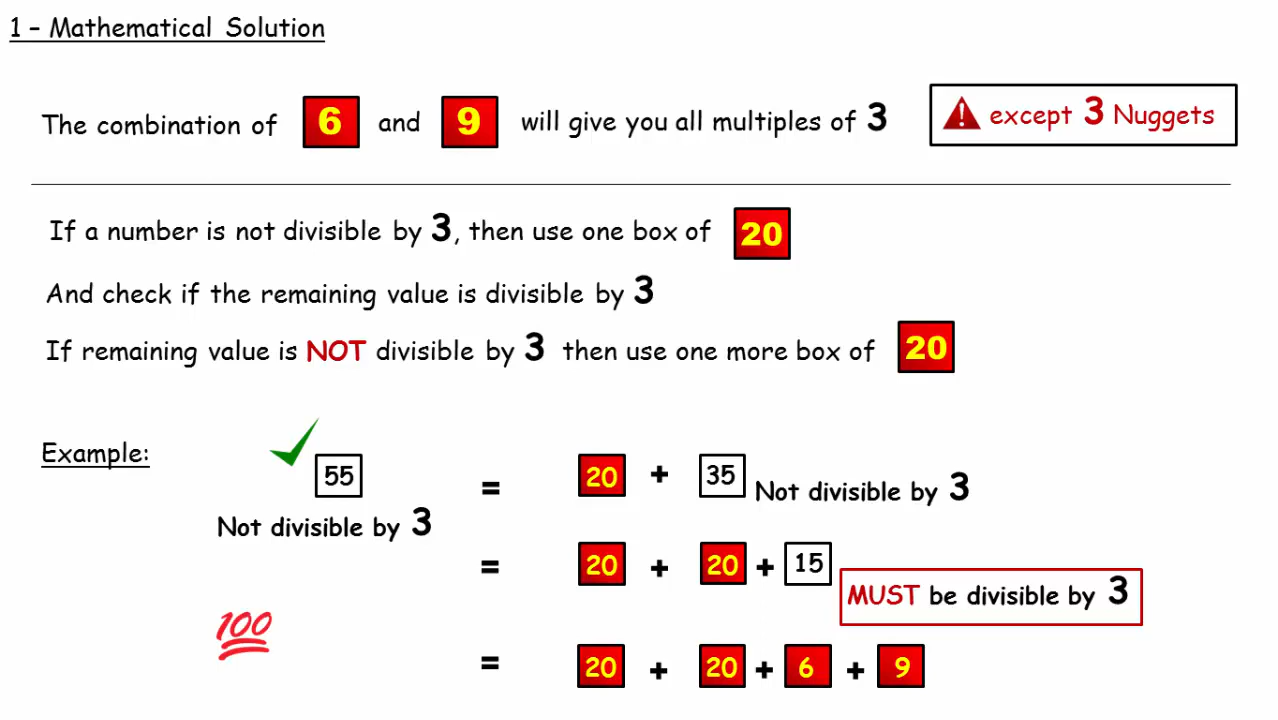 1 – Mathematical Solution
The combination of 6 and 9 will give you all multiples of 3
except 3 Nuggets
If a number is not divisible by 3, then use one box of 20
And check if the remaining value is divisible by 3
If remaining value is NOT divisible by 3 then use one more box of 20
Example:
55 = 20 + 35 Not divisible by 3
Not divisible by 3
= 20 + 20 + 15
MUST be divisible by 3
100
= 20 + 20 + 6 + 9